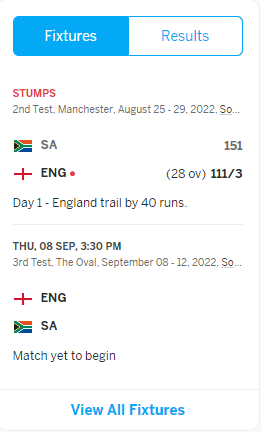 Fixtures
Results
STUMPS
2nd Test, Manchester, August 25 - 29, 2022, So...
SA 151
ENG (28 ov) 111/3
Day 1 - England trail by 40 runs.
THU, 08 SEP, 3:30 PM
3rd Test, The Oval, September 08 - 12, 2022, So...
ENG
SA
Match yet to begin
View All Fixtures